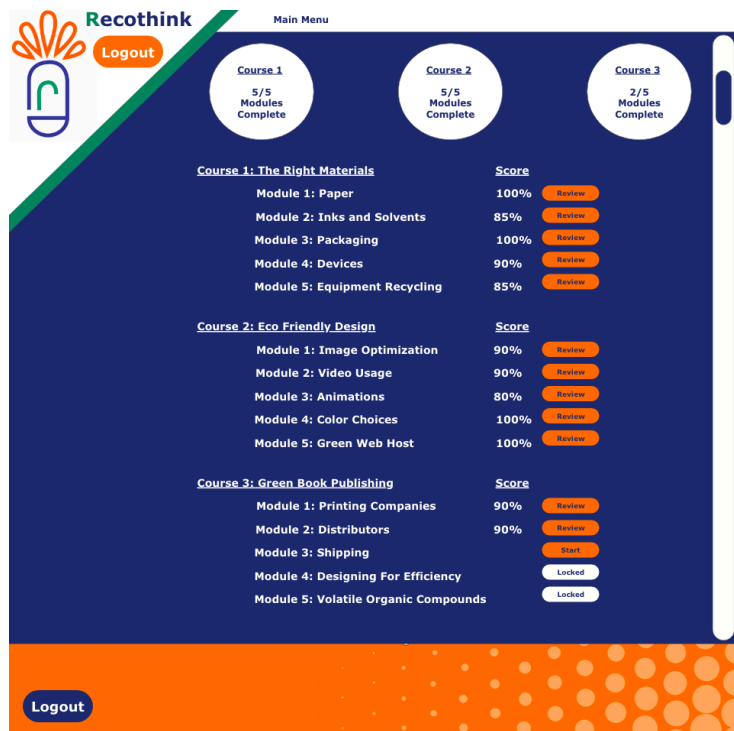 Recothink
Main Menu
Logout
Course 1
5/5
Modules
Complete
Course 2
5/5
Modules
Complete
Course 3
2/5
Modules
Complete
Course 1: The Right Materials Score
Module 1: Paper 100% Review
Module 2: Inks and Solvents 85% Review
Module 3: Packaging 100% Review
Module 4: Devices 90% Review
Module 5: Equipment Recycling 85% Review
Course 2: Eco Friendly Design Score
Module 1: Image Optimization 90% Review
Module 2: Video Usage 90% Review
Module 3: Animations 80% Review
Module 4: Color Choices 100% Review
Module 5: Green Web Host 100% Review
Course 3: Green Book Publishing Score
Module 1: Printing Companies 90% Review
Module 2: Distributors 90% Review
Module 3: Shipping Start
Module 4: Designing For Efficiency Locked
Module 5: Volatile Organic Compounds Locked
Logout